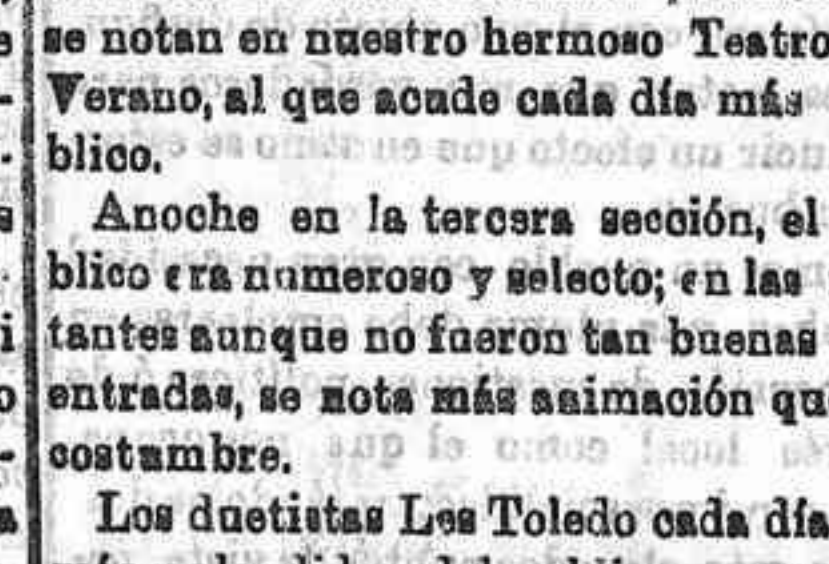 se notan en nuestro hermoso Teatro
Verano, al que acude cada día más
blico.
Anoche en la tercera sección, el
blico era numeroso y selecto; en las
tantes aunque no fueron tan buenas
entradas, se nota más animación qu
costumbre.
Los duetistas Les Toledo cada día